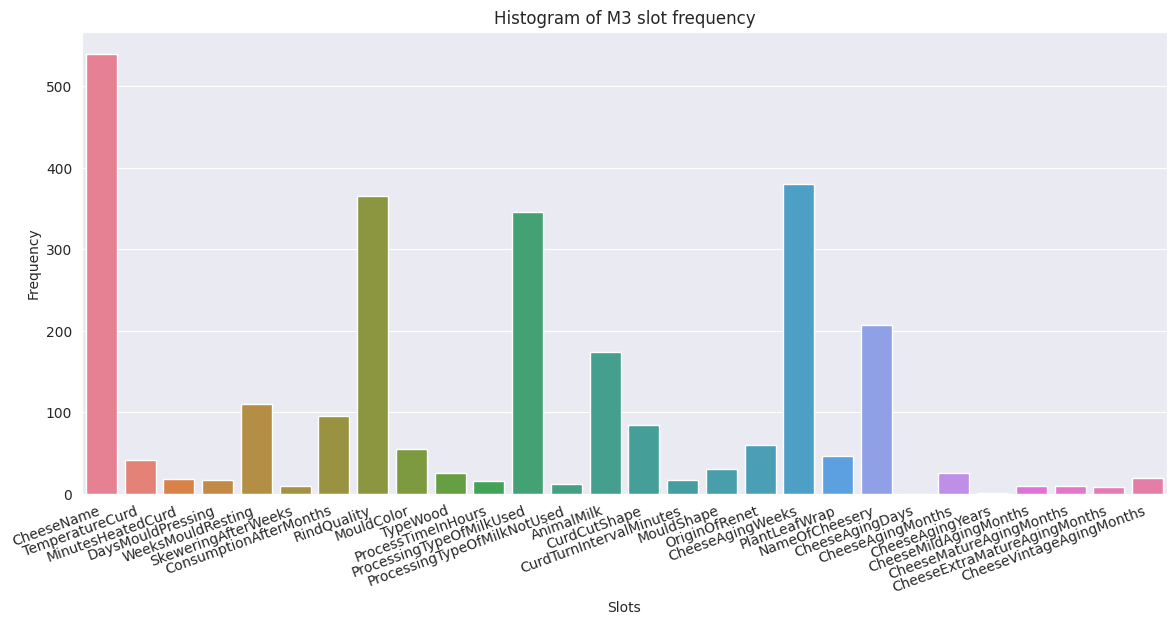 Histogram of M3 slot frequency
Frequency
500
400
300
200
100
0
CheeseName
TemperatureCurd
MinutesHeatedCurd
DaysMouldPressing
WeeksMouldResting
SkeweringAfterWeeks
ConsumptionAfterMonths
RindQuality
MouldColor
TypeWood
ProcessTimeInHours
ProcessingTypeOfMilkUsed
ProcessingTypeOfMilkNotUsed
AnimalMilk
CurdCutShape
CurdTurnIntervalMinutes
MouldShape
OriginOfRenet
CheeseAgingWeeks
PlantLeafWrap
NameOfCheesery
CheeseAgingDays
CheeseAgingMonths
CheeseAgingYears
CheeseMildAgingMonths
CheeseMatureAgingMonths
CheeseExtraMatureAgingMonths
CheeseVintageAgingMonths
Slots